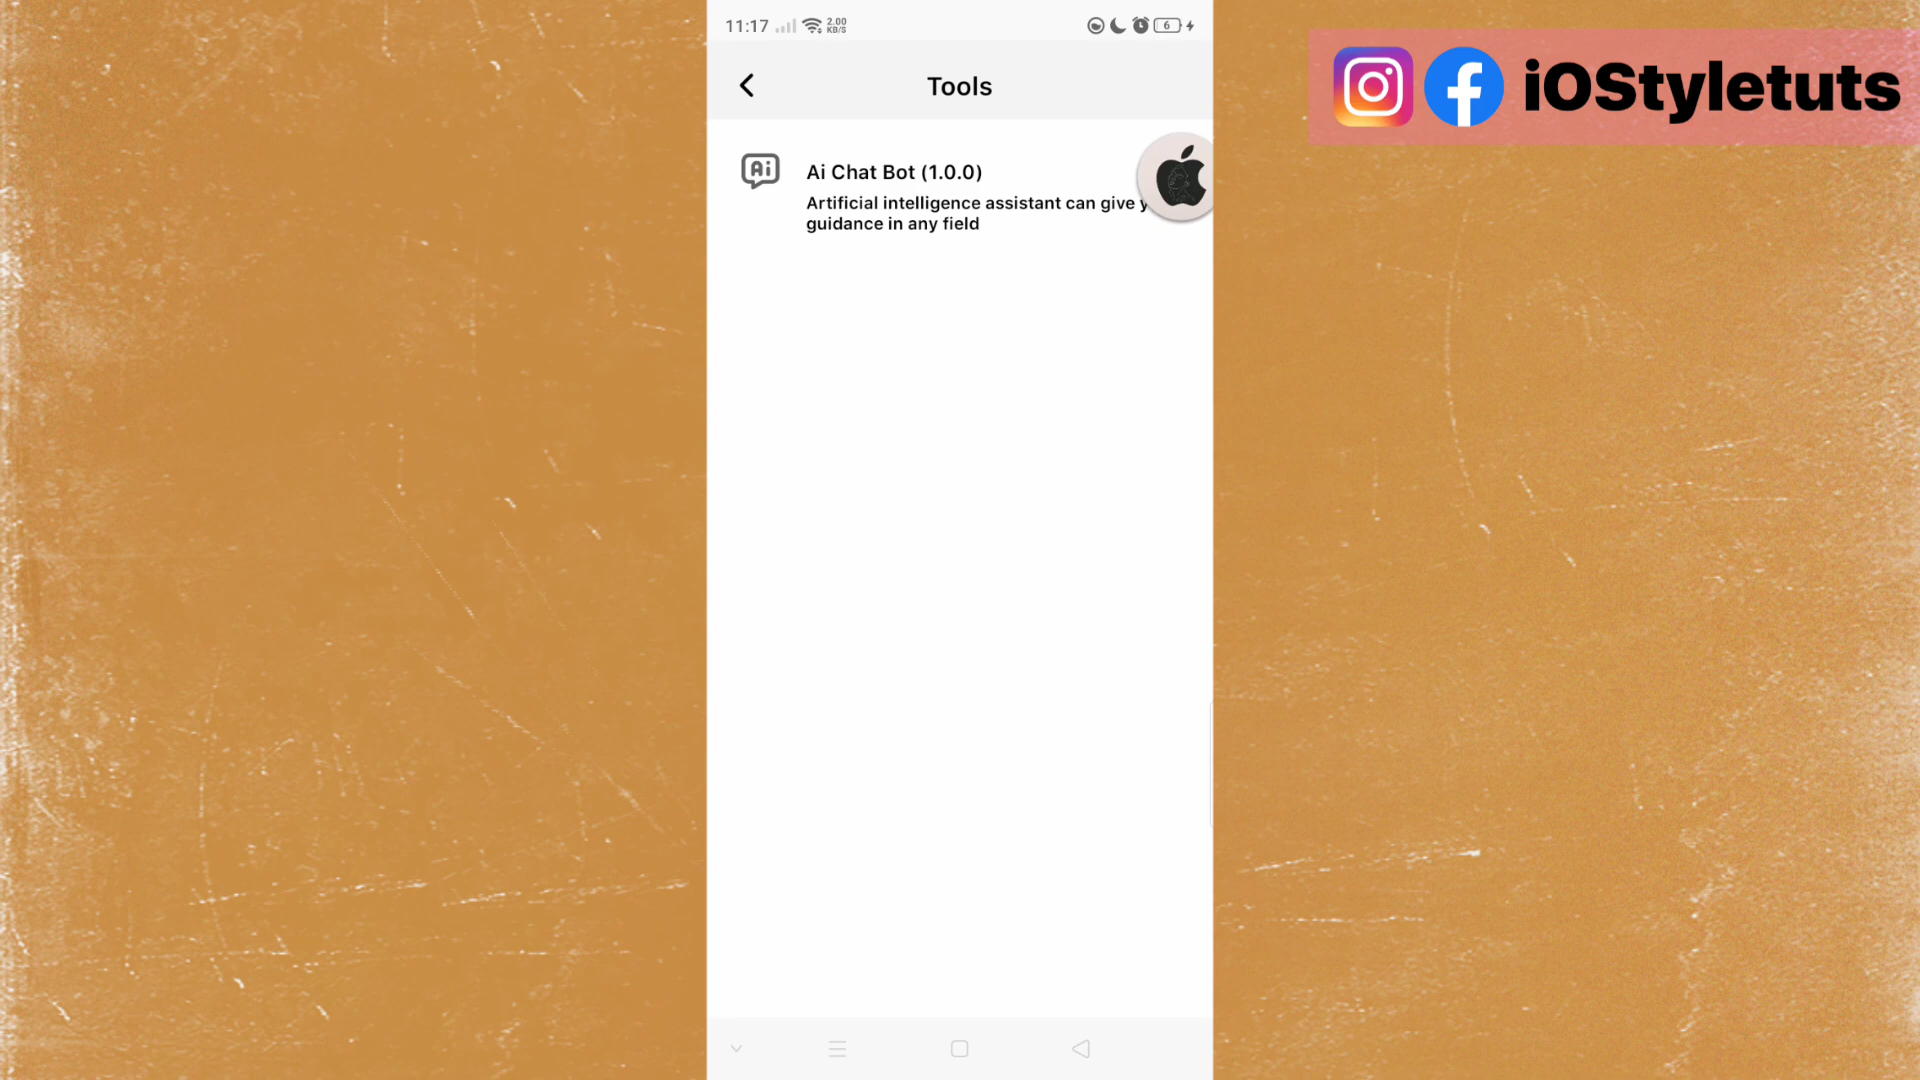 11:17 2.00 KB/S 6
Tools
iOStyletuts
Ai
Ai Chat Bot (1.0.0)
Artificial intelligence assistant can give
guidance in any field